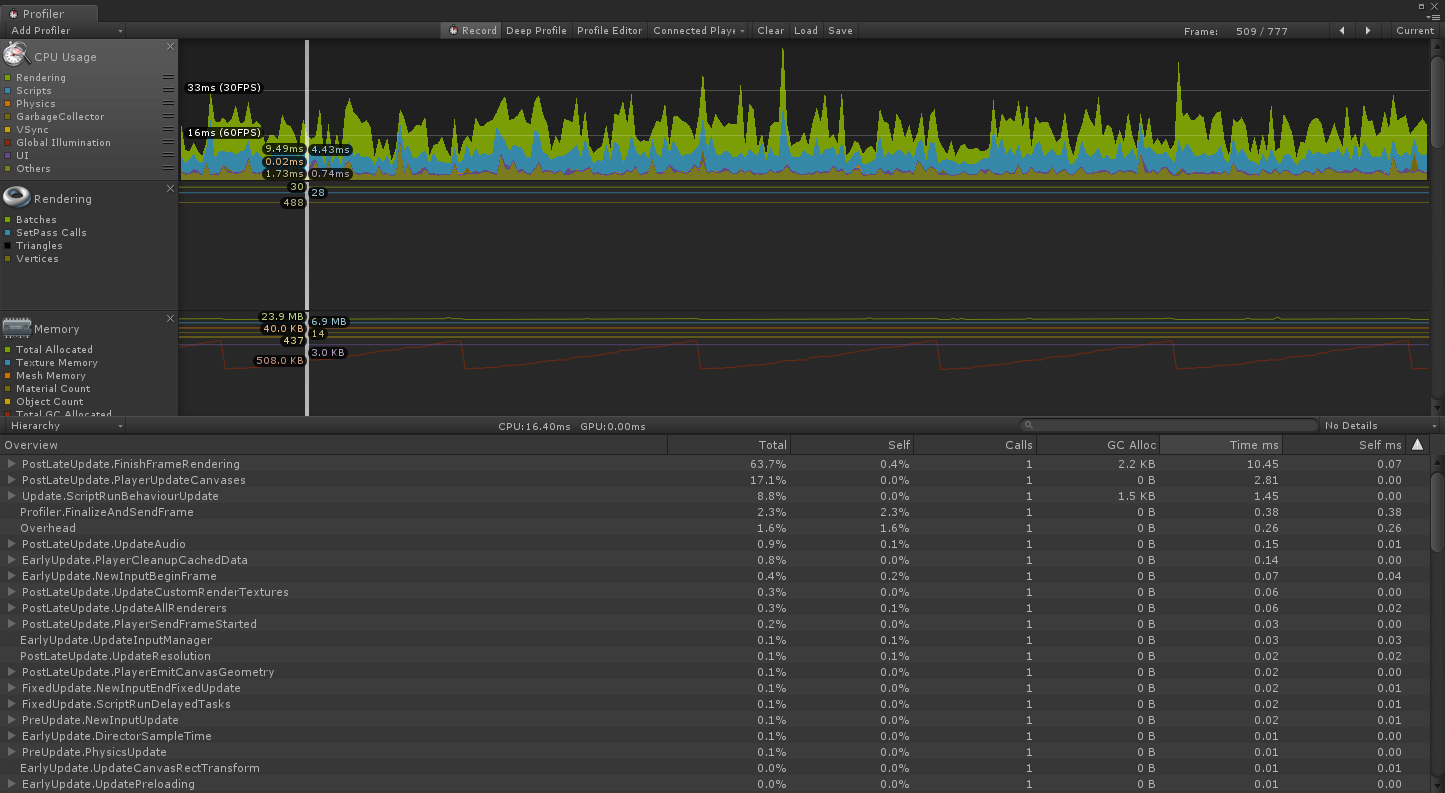 Profiler
Add Profiler
Record Deep Profile Profile Editor Connected Playe Clear Load Save Frame: 509 / 777 Current
CPU Usage
Rendering
Scripts
Physics
GarbageCollector
VSync
Global Illumination
UI
Others
33ms (30FPS)
16ms (60FPS)
9.49ms 4.43ms
0.02ms
1.73ms 0.74ms
Rendering
Batches
SetPass Calls
Triangles
Vertices
30
28
488
Memory
Total Allocated
Texture Memory
Mesh Memory
Material Count
Object Count
Total GC Allocated
23.9 MB
6.9 MB
40.0 KB
14
437
3.0 KB
508.0 KB
Hierarchy CPU:16.40ms GPU:0.00ms No Details
Overview Total Self Calls GC Alloc Time ms Self ms
PostLateUpdate.FinishFrameRendering 63.7% 0.4% 1 2.2 KB 10.45 0.07
PostLateUpdate.PlayerUpdateCanvases 17.1% 0.0% 1 0 B 2.81 0.00
Update.ScriptRunBehaviourUpdate 8.8% 0.0% 1 1.5 KB 1.45 0.00
Profiler.FinalizeAndSendFrame 2.3% 2.3% 1 0 B 0.38 0.38
Overhead 1.6% 1.6% 1 0 B 0.26 0.26
PostLateUpdate.UpdateAudio 0.9% 0.1% 1 0 B 0.15 0.01
EarlyUpdate.PlayerCleanupCachedData 0.8% 0.0% 1 0 B 0.14 0.00
EarlyUpdate.NewInputBeginFrame 0.4% 0.2% 1 0 B 0.07 0.04
PostLateUpdate.UpdateCustomRenderTextures 0.3% 0.0% 1 0 B 0.06 0.00
PostLateUpdate.UpdateAllRenderers 0.3% 0.1% 1 0 B 0.06 0.02
PostLateUpdate.PlayerSendFrameStarted 0.2% 0.0% 1 0 B 0.03 0.00
EarlyUpdate.UpdateInputManager 0.1% 0.1% 1 0 B 0.03 0.03
PostLateUpdate.UpdateResolution 0.1% 0.1% 1 0 B 0.02 0.02
PostLateUpdate.PlayerEmitCanvasGeometry 0.1% 0.0% 1 0 B 0.02 0.00
FixedUpdate.NewInputEndFixedUpdate 0.1% 0.0% 1 0 B 0.02 0.01
FixedUpdate.ScriptRunDelayedTasks 0.1% 0.0% 1 0 B 0.02 0.01
PreUpdate.NewInputUpdate 0.1% 0.0% 1 0 B 0.02 0.01
EarlyUpdate.DirectorSampleTime 0.1% 0.0% 1 0 B 0.01 0.00
PreUpdate.PhysicsUpdate 0.1% 0.0% 1 0 B 0.01 0.00
EarlyUpdate.UpdateCanvasRectTransform 0.0% 0.0% 1 0 B 0.01 0.01
EarlyUpdate.UpdatePreloading 0.0% 0.0% 1 0 B 0.01 0.00